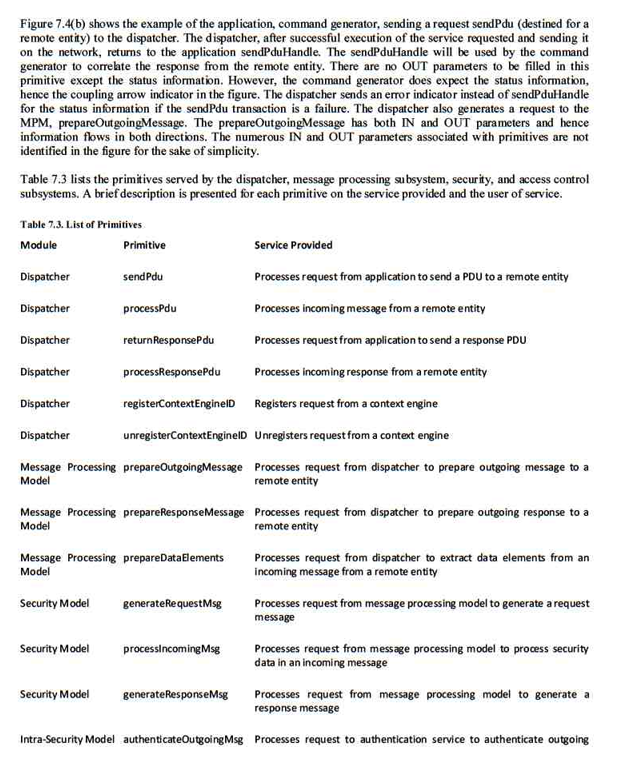 Figure 7.4(b) shows the example of the application, command generator, sending a request sendPdu (destined for a
remote entity) to the dispatcher. The dispatcher, after successful execution of the service requested and sending it
on the network, returns to the application sendPduHandle. The sendPduHandle will be used by the command
generator to correlate the response from the remote entity. There are no OUT parameters to be filled in this
primitive except the status information. However, the command generator does expect the status information,
hence the coupling arrow indicator in the figure. The dispatcher sends an error indicator instead of sendPduHandle
for the status information if the sendPdu transaction is a failure. The dispatcher also generates a request to the
MPM, prepareOutgoingMessage. The prepareOutgoingMessage has both IN and OUT parameters and hence
information flows in both directions. The numerous IN and OUT parameters associated with primitives are not
identified in the figure for the sake of simplicity.
Table 7.3 lists the primitives served by the dispatcher, message processing subsystem, security, and access control
subsystems. A brief description is presented for each primitive on the service provided and the user of service.
Table 7.3. List of Primitives
Module Primitive Service Provided
Dispatcher sendPdu Processes request from application to send a PDU to a remote entity
Dispatcher processPdu Processes incoming message from a remote entity
Dispatcher returnResponsePdu Processes request from application to send a response PDU
Dispatcher processResponsePdu Processes incoming response from a remote entity
Dispatcher registerContextEngineID Registers request from a context engine
Dispatcher unregisterContextEngineID Unregisters request from a context engine
Message Processing prepareOutgoingMessage Processes request from dispatcher to prepare outgoing message to a
Model remote entity
Message Processing prepareResponseMessage Processes request from dispatcher to prepare outgoing response to a
Model remote entity
Message Processing prepareDataElements Processes request from dispatcher to extract data elements from an
Model incoming message from a remote entity
Security Model generateRequestMsg Processes request from message processing model to generate a request
message
Security Model processIncomingMsg Processes request from message processing model to process security
data in an incoming message
Security Model generateResponseMsg Processes request from message processing model to generate a
response message
Intra-Security Model authenticateOutgoingMsg Processes request to authentication service to authenticate outgoing